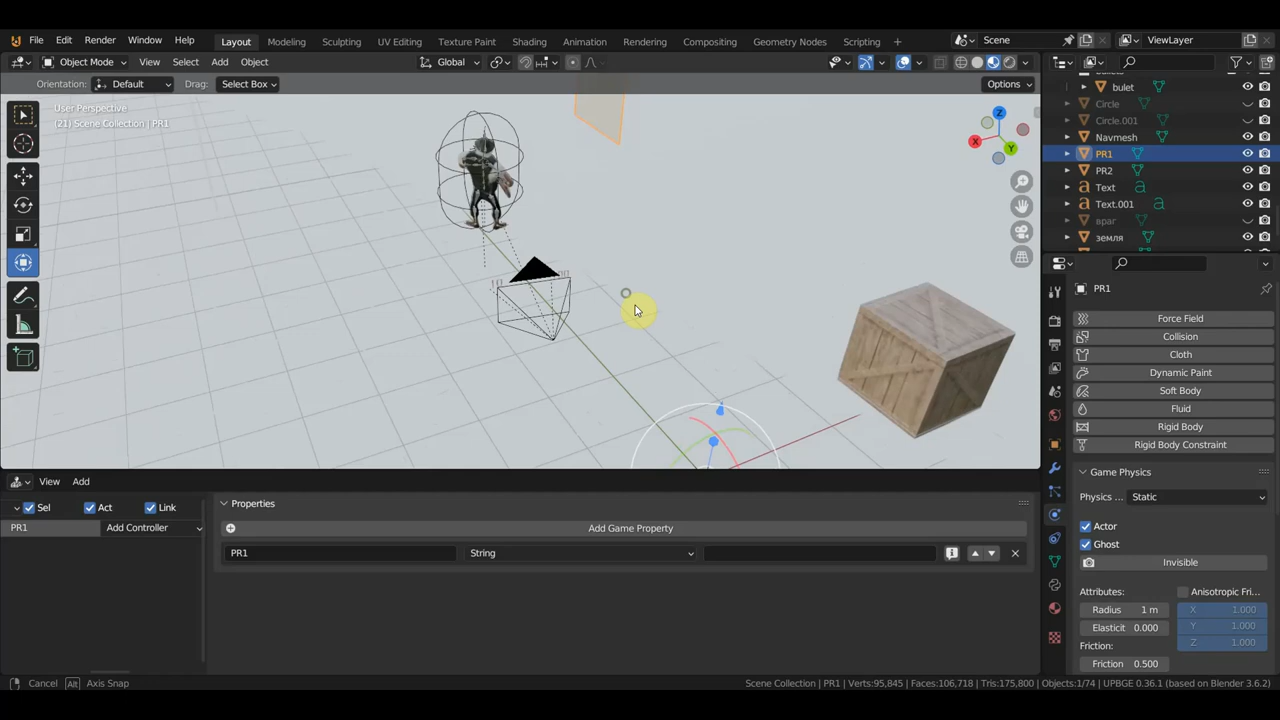 File Edit Render Window Help Layout Modeling Sculpting UV Editing Texture Paint Shading Animation Rendering Compositing Geometry Nodes Scripting + Scene ViewLayer
Object Mode View Select Add Object Global
Orientation: Default Drag: Select Box Options
User Perspective
(21) Scene Collection | PR1
Z
X
Y
bulet
Circle
Circle.001
Navmesh
PR1
PR2
Text
Text.001
враг
земля
PR1
Force Field
Collision
Cloth
Dynamic Paint
Soft Body
Fluid
Rigid Body
Rigid Body Constraint
Game Physics
Physics ... Static
Actor
Ghost
Invisible
Attributes: Anisotropic Fri...
Radius 1 m X 1.000
Elasticit 0.000 Y 1.000
Friction: Z 1.000
Friction 0.500
View Add
Sel Act Link Properties
PR1 Add Controller Add Game Property
PR1 String
Cancel Alt Axis Snap Scene Collection | PR1 | Verts:95,845 | Faces:106,718 | Tris:175,800 | Objects:1/74 | UPBGE 0.36.1 (based on Blender 3.6.2)